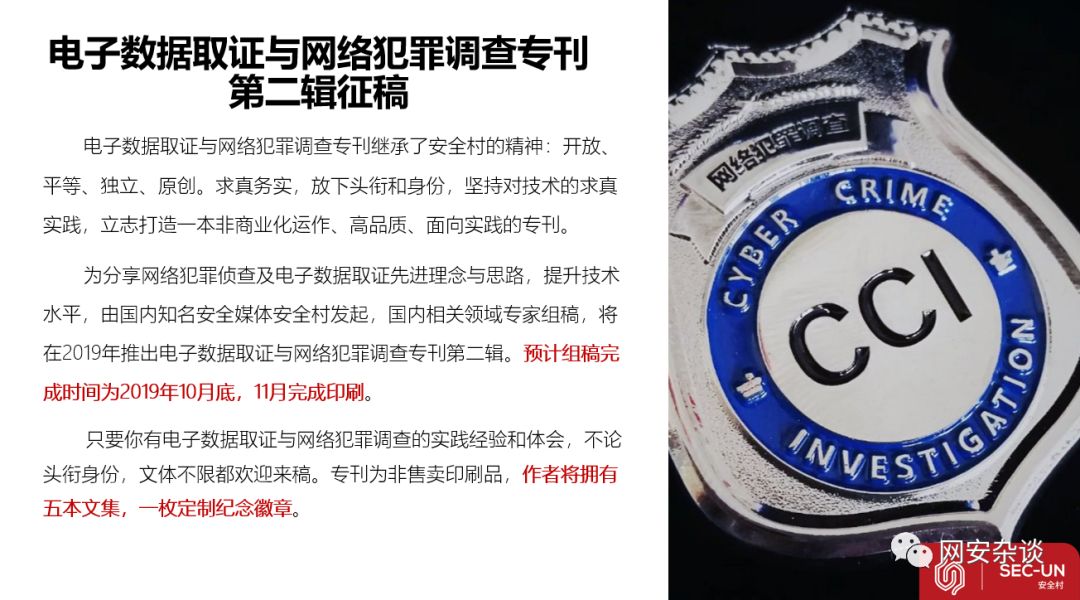 电子数据取证与网络犯罪调查专刊
第二辑征稿
电子数据取证与网络犯罪调查专刊继承了安全村的精神：开放、
平等、独立、原创。求真务实，放下头衔和身份，坚持对技术的求真
实践，立志打造一本非商业化运作、高品质、面向实践的专刊。
为分享网络犯罪侦查及电子数据取证先进理念与思路，提升技术
水平，由国内知名安全媒体安全村发起，国内相关领域专家组稿，将
在2019年推出电子数据取证与网络犯罪调查专刊第二辑。预计组稿完
成时间为2019年10月底，11月完成印刷。
只要你有电子数据取证与网络犯罪调查的实践经验和体会，不论
头衔身份，文体不限都欢迎来稿。专刊为非售卖印刷品，作者将拥有
五本文集，一枚定制纪念徽章。
网络犯罪调查
CYBER CRIME
CCI
INVESTIGATION
网安杂谈
SEC-UN
安全村